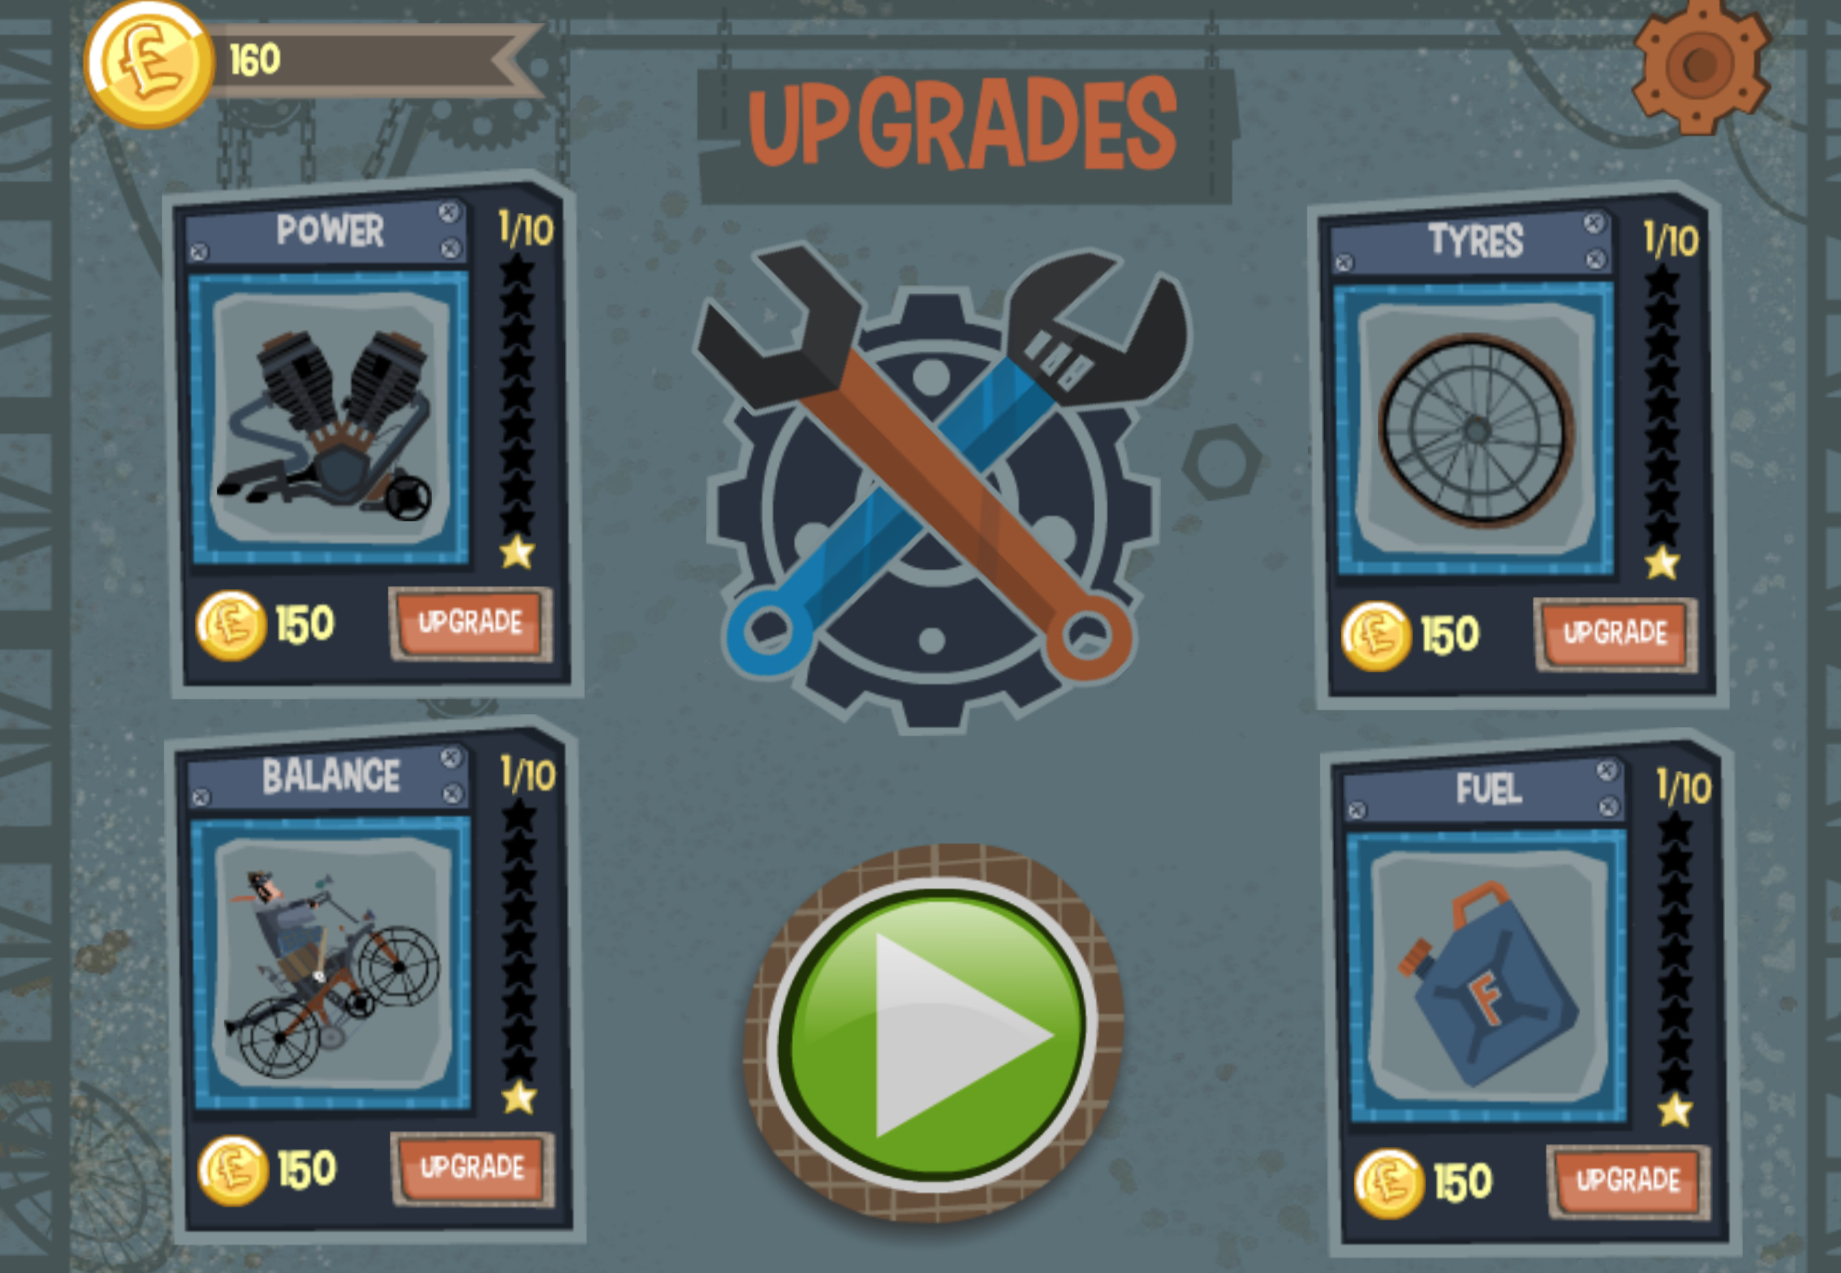 £ 160
UPGRADES
POWER 1/10
£ 150 UPGRADE
TYRES 1/10
£ 150 UPGRADE
BALANCE 1/10
£ 150 UPGRADE
FUEL 1/10
F
£ 150 UPGRADE